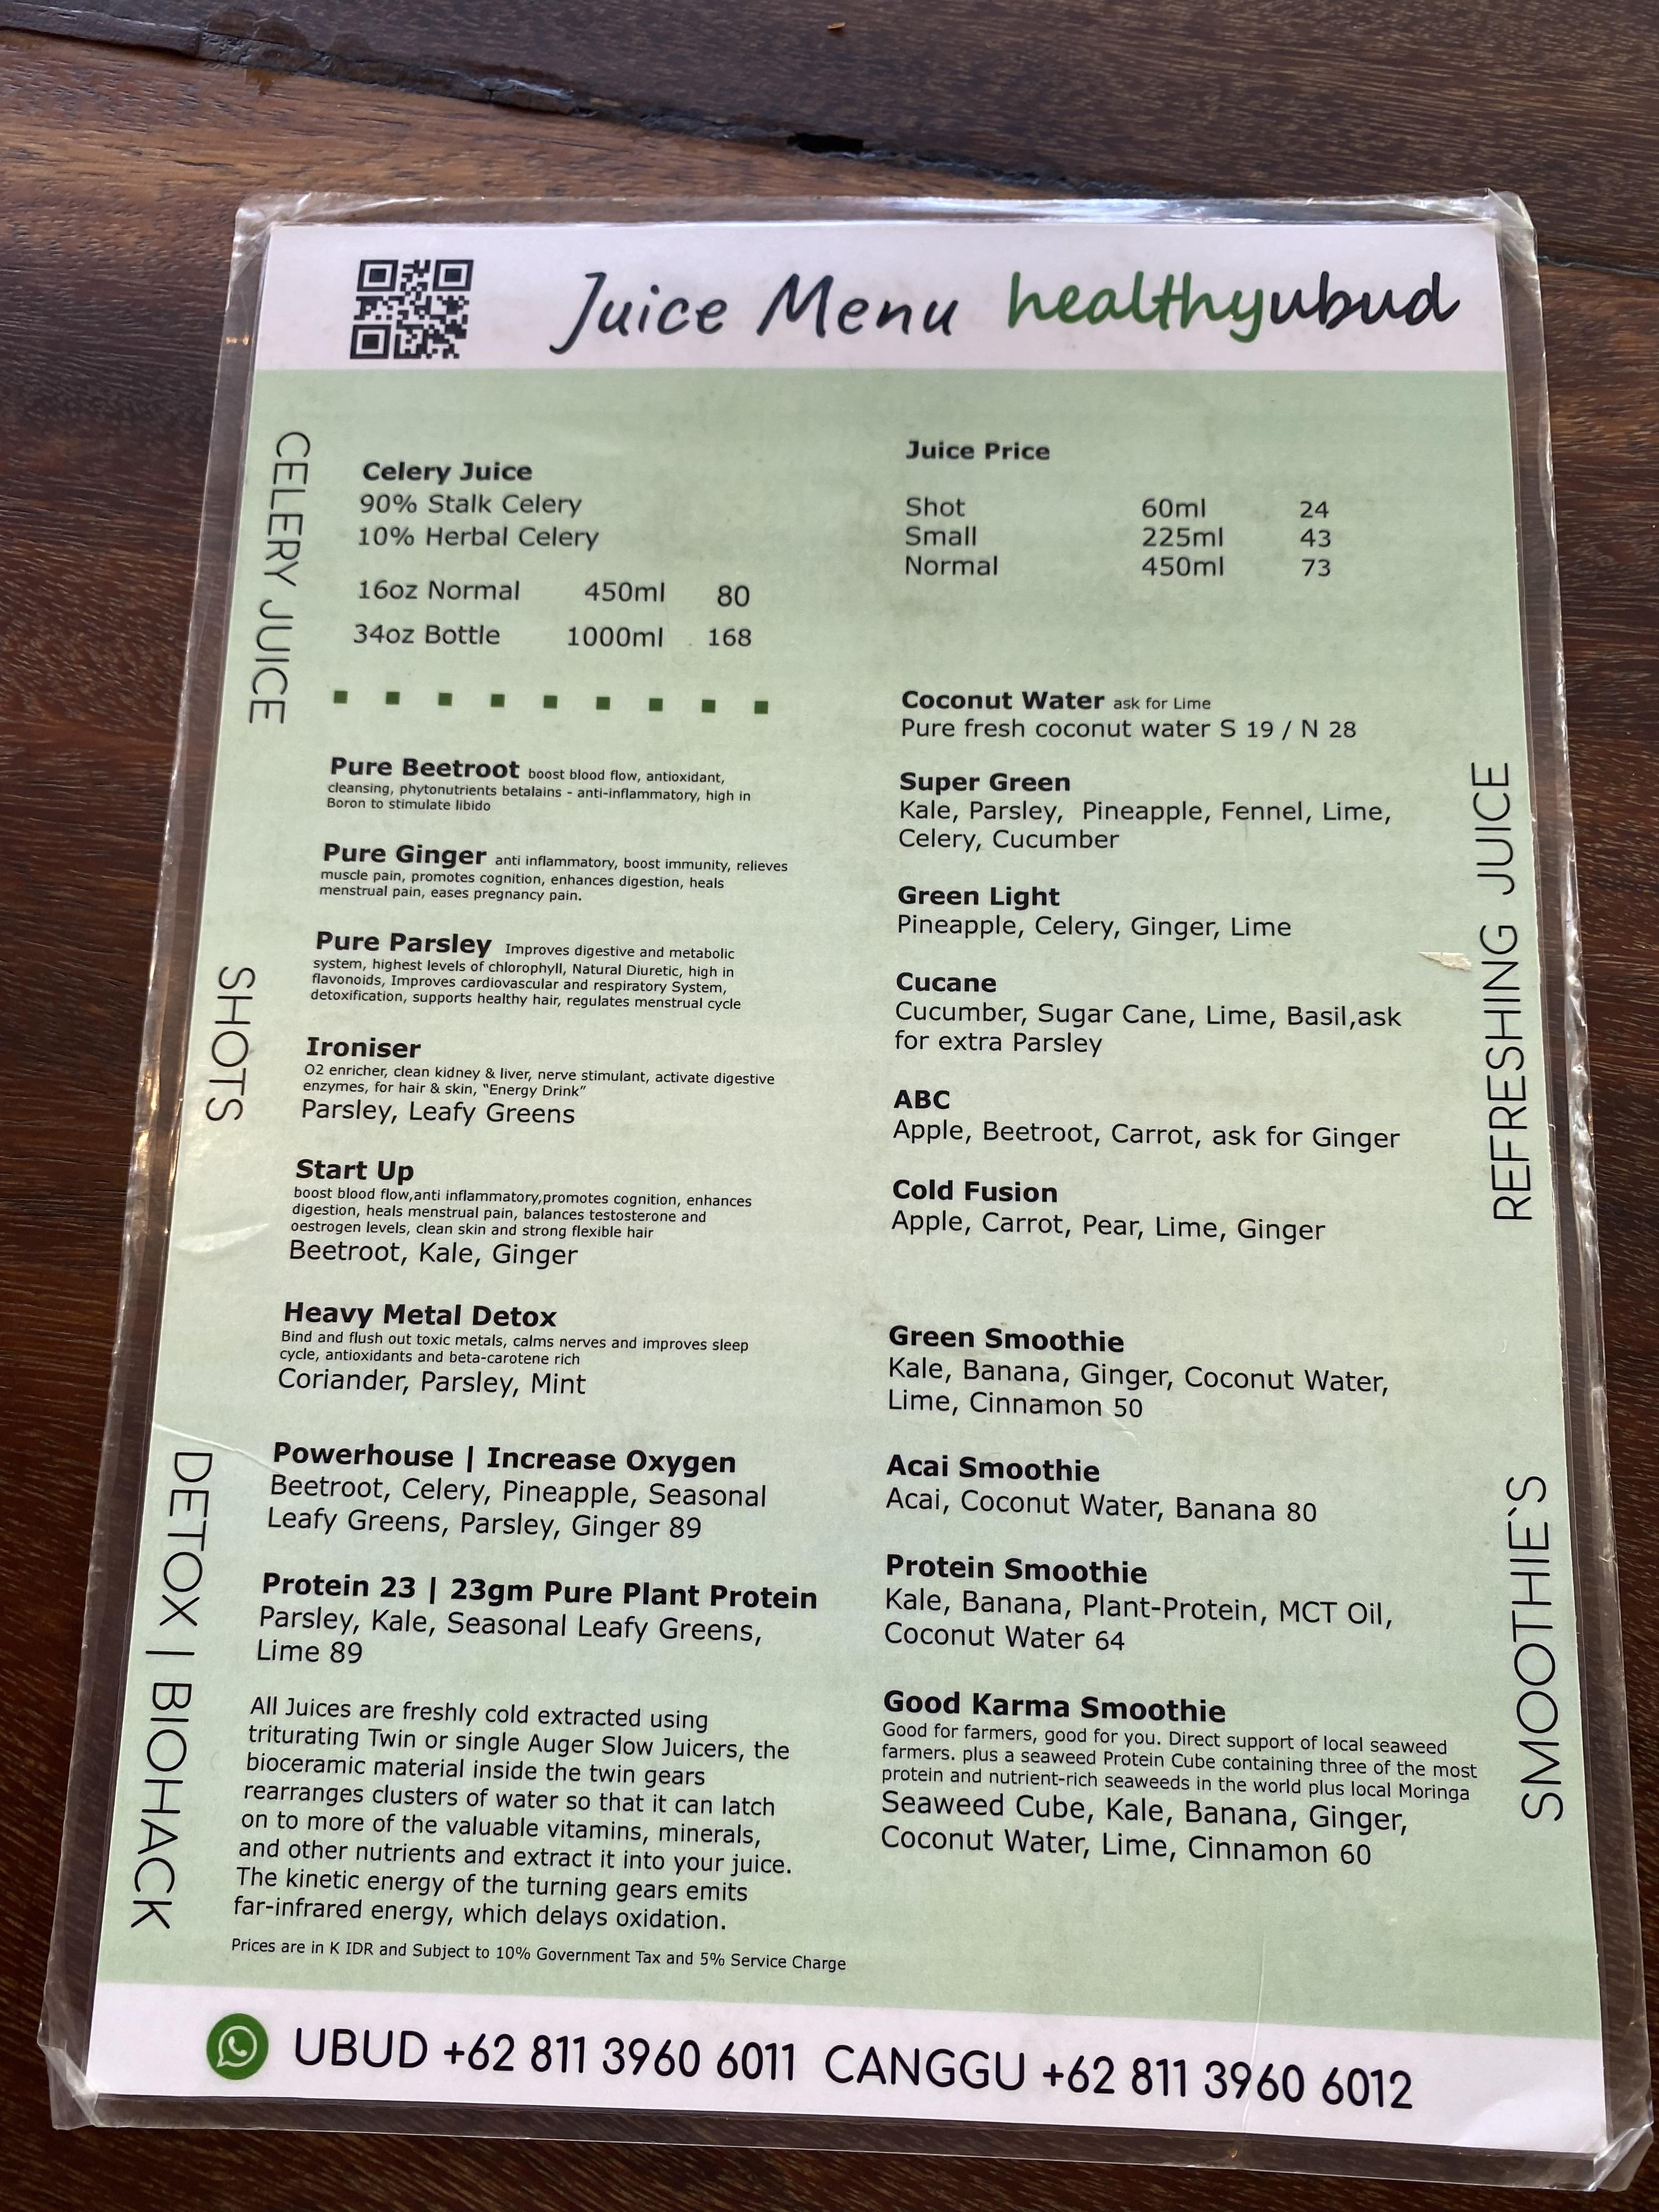 Juice Menu healthyubud
CELERY JUICE
Celery Juice
90% Stalk Celery
10% Herbal Celery
16oz Normal 450ml 80
34oz Bottle 1000ml 168
SHOTS
Pure Beetroot boost blood flow, antioxidant,
cleansing, phytonutrients betalains - anti-inflammatory, high in
Boron to stimulate libido
Pure Ginger anti inflammatory, boost immunity, relieves
muscle pain, promotes cognition, enhances digestion, heals
menstrual pain, eases pregnancy pain.
Pure Parsley Improves digestive and metabolic
system, highest levels of chlorophyll, Natural Diuretic, high in
flavonoids, Improves cardiovascular and respiratory System,
detoxification, supports healthy hair, regulates menstrual cycle
Ironiser
O2 enricher, clean kidney & liver, nerve stimulant, activate digestive
enzymes, for hair & skin, “Energy Drink”
Parsley, Leafy Greens
Start Up
boost blood flow,anti inflammatory,promotes cognition, enhances
digestion, heals menstrual pain, balances testosterone and
oestrogen levels, clean skin and strong flexible hair
Beetroot, Kale, Ginger
Heavy Metal Detox
Bind and flush out toxic metals, calms nerves and improves sleep
cycle, antioxidants and beta-carotene rich
Coriander, Parsley, Mint
DETOX | BIOHACK
Powerhouse | Increase Oxygen
Beetroot, Celery, Pineapple, Seasonal
Leafy Greens, Parsley, Ginger 89
Protein 23 | 23gm Pure Plant Protein
Parsley, Kale, Seasonal Leafy Greens,
Lime 89
All Juices are freshly cold extracted using
triturating Twin or single Auger Slow Juicers, the
bioceramic material inside the twin gears
rearranges clusters of water so that it can latch
on to more of the valuable vitamins, minerals,
and other nutrients and extract it into your juice.
The kinetic energy of the turning gears emits
far-infrared energy, which delays oxidation.
Prices are in K IDR and Subject to 10% Government Tax and 5% Service Charge
Juice Price
Shot 60ml 24
Small 225ml 43
Normal 450ml 73
REFRESHING JUICE
Coconut Water ask for Lime
Pure fresh coconut water S 19 / N 28
Super Green
Kale, Parsley, Pineapple, Fennel, Lime,
Celery, Cucumber
Green Light
Pineapple, Celery, Ginger, Lime
Cucane
Cucumber, Sugar Cane, Lime, Basil,ask
for extra Parsley
ABC
Apple, Beetroot, Carrot, ask for Ginger
Cold Fusion
Apple, Carrot, Pear, Lime, Ginger
SMOOTHIE`S
Green Smoothie
Kale, Banana, Ginger, Coconut Water,
Lime, Cinnamon 50
Acai Smoothie
Acai, Coconut Water, Banana 80
Protein Smoothie
Kale, Banana, Plant-Protein, MCT Oil,
Coconut Water 64
Good Karma Smoothie
Good for farmers, good for you. Direct support of local seaweed
farmers. plus a seaweed Protein Cube containing three of the most
protein and nutrient-rich seaweeds in the world plus local Moringa
Seaweed Cube, Kale, Banana, Ginger,
Coconut Water, Lime, Cinnamon 60
UBUD +62 811 3960 6011 CANGGU +62 811 3960 6012